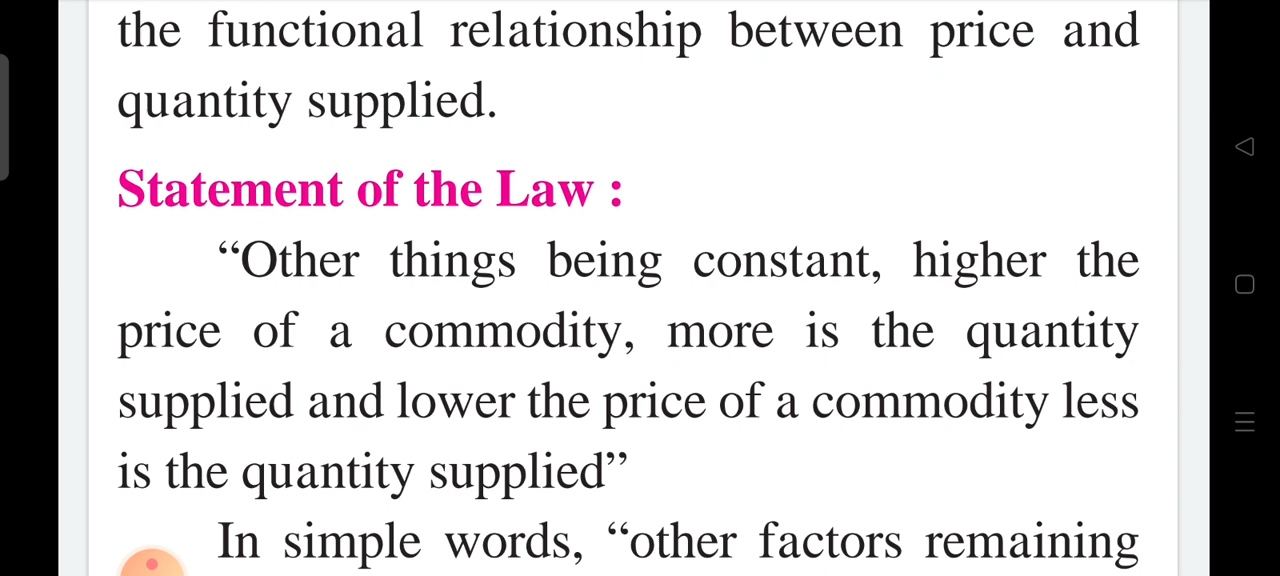 the functional relationship between price and
quantity supplied.
Statement of the Law :
“Other things being constant, higher the
price of a commodity, more is the quantity
supplied and lower the price of a commodity less
is the quantity supplied”
In simple words, “other factors remaining